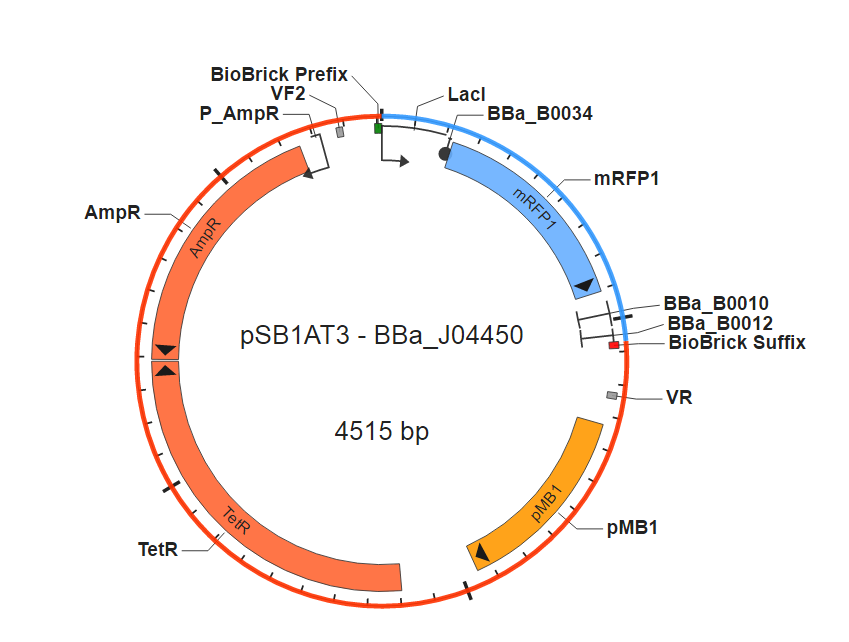 BioBrick Prefix
VF2
P_AmpR
LacI
BBa_B0034
mRFP1
mRFP1
AmpR
AmpR
pSB1AT3 - BBa_J04450
BBa_B0010
BBa_B0012
BioBrick Suffix
VR
4515 bp
pMB1
pMB1
TetR
TetR